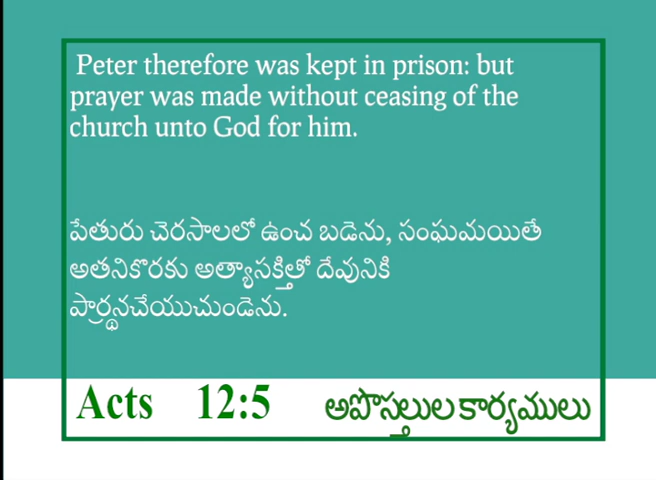 Peter therefore was kept in prison: but
prayer was made without ceasing of the
church unto God for him.
పేతురు చెరసాలలో ఉంచ బడెను, సంఘమయితే
అతనికొరకు అత్యాసక్తితో దేవునికి
ప్రార్థనచేయుచుండెను.
Acts 12:5 అపొస్తలుల కార్యములు